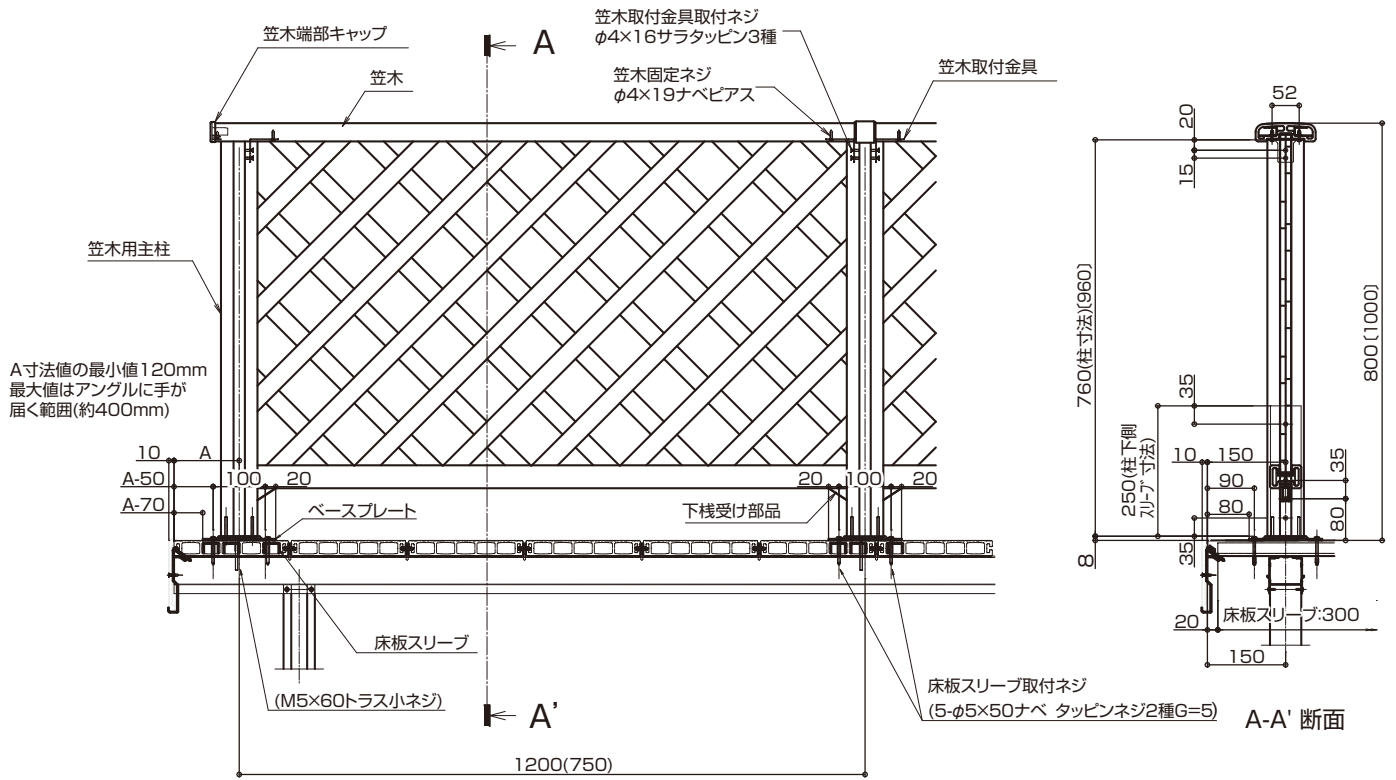 笠木端部キャップ
A
笠木取付金具取付ネジ
φ4×16サラタッピン3種
笠木
笠木固定ネジ
φ4×19ナベピアス
笠木取付金具
笠木用主柱
A寸法値の最小値120mm
最大値はアングルに手が
届く範囲(約400mm)
10
A
A-50
100
20
20
100
20
A-70
ベースプレート
下桟受け部品
床板スリーブ
(M5×60トラス小ネジ)
床板スリーブ取付ネジ
(5-φ5×50ナベ タッピンネジ2種G=5)
A'
1200(750)
52
20
15
760(柱寸法)(960)
800(1000)
35
250(柱下側
スリーブ寸法)
10
150
35
90
80
80
8
35
床板スリーブ:300
20
150
A-A' 断面